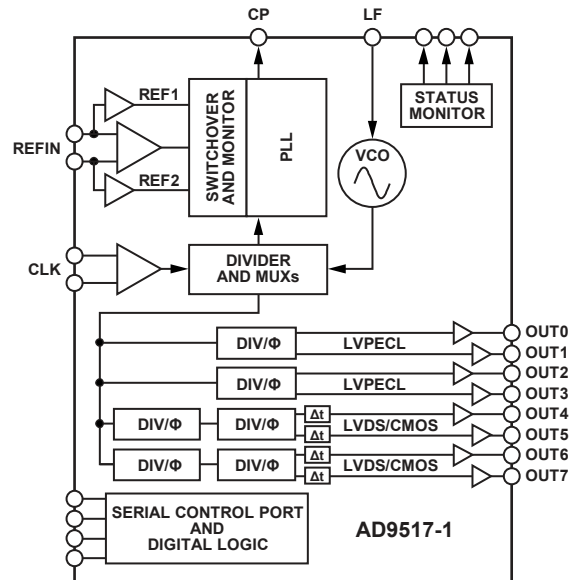 CP
LF
REF1
REFIN
REF2
SWITCHOVER
AND MONITOR
PLL
VCO
STATUS
MONITOR
CLK
DIVIDER
AND MUXs
DIV/Φ
LVPECL
OUT0
OUT1
DIV/Φ
LVPECL
OUT2
OUT3
DIV/Φ
DIV/Φ
Δt
Δt
LVDS/CMOS
OUT4
OUT5
DIV/Φ
DIV/Φ
Δt
Δt
LVDS/CMOS
OUT6
OUT7
SERIAL CONTROL PORT
AND
DIGITAL LOGIC
AD9517-1